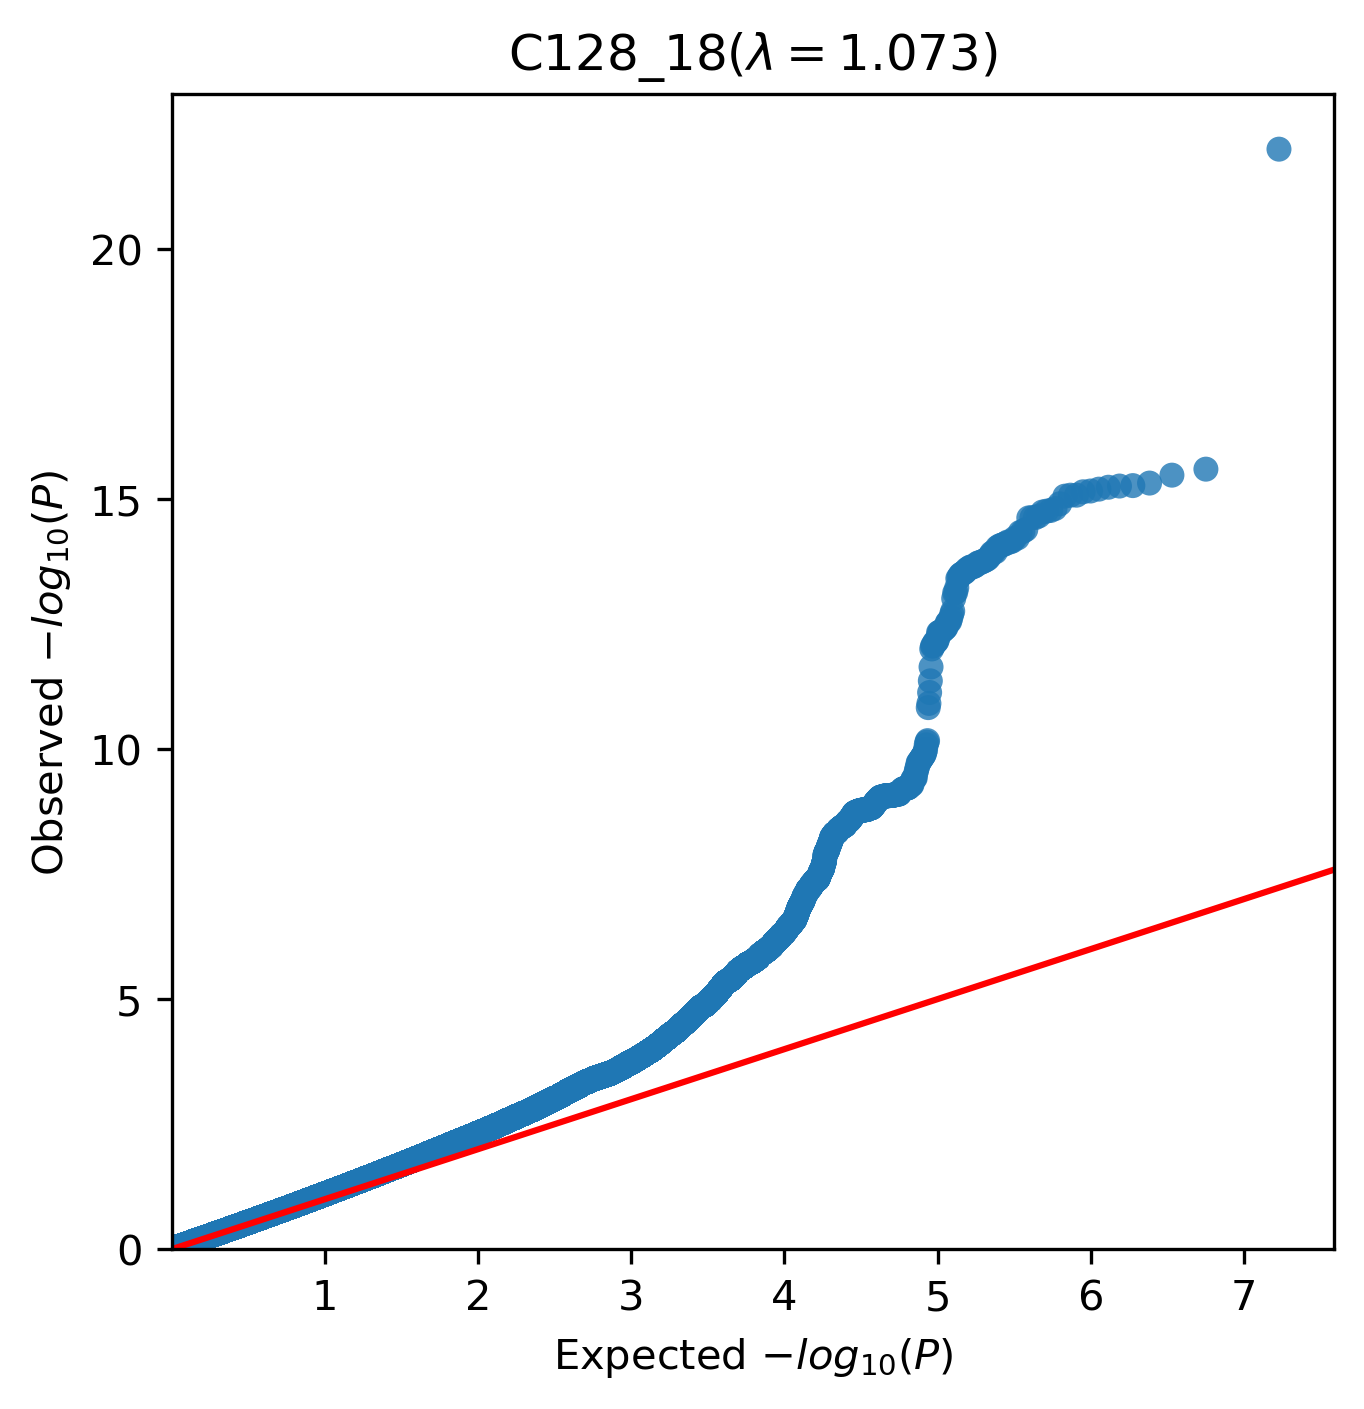 C128_18(λ = 1.073)
Observed −log₁₀(P)
20
15
10
5
0
1 2 3 4 5 6 7
Expected −log₁₀(P)